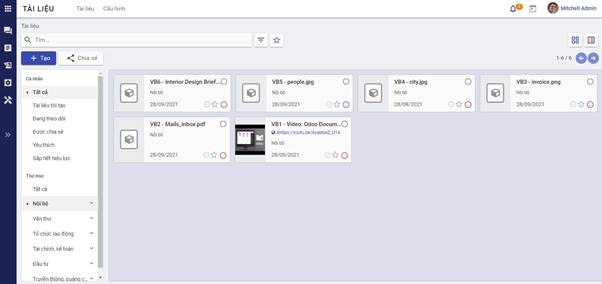 TÀI LIỆU
Tài liệu
Cấu hình
Mitchell Admin
Tài liệu
Tìm...
+ Tạo
Chia sẻ
1-6 / 6
Cá nhân
Tất cả
Tài liệu tôi tạo
Đang theo dõi
Được chia sẻ
Yêu thích
Sắp hết hiệu lực
Thư mục
Tất cả
Nội bộ
Văn thư
Tổ chức lao động
Tài chính, kế toán
Đầu tư
Truyền thông, quảng c...
VB6 - Interior Design Brief...
Nội bộ
28/09/2021
VB5 - people.jpg
Nội bộ
28/09/2021
VB4 - city.jpg
Nội bộ
28/09/2021
VB3 - invoice.png
Nội bộ
28/09/2021
VB2 - Mails_inbox.pdf
Nội bộ
28/09/2021
VB1 - Video: Odoo Docum...
Nội bộ
28/09/2021